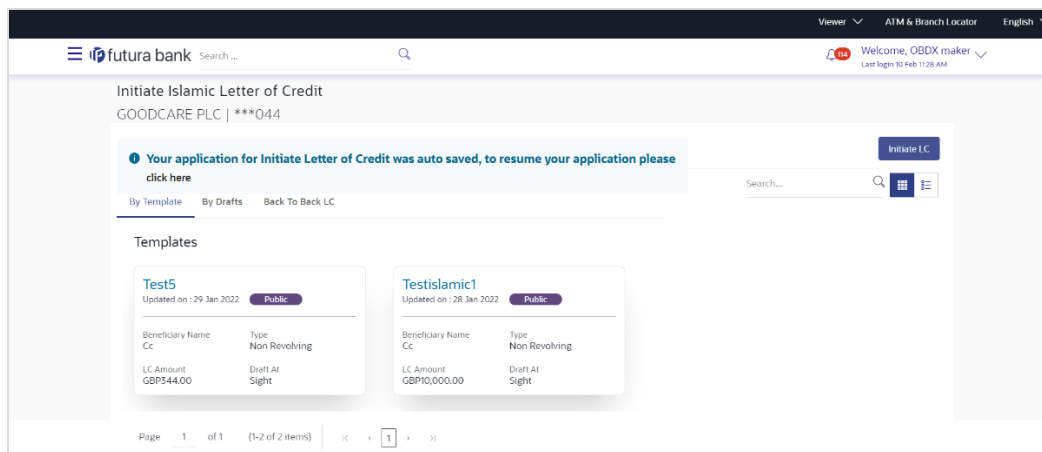 Viewer ATM & Branch Locator English
futura bank Search ... 114 Welcome, OBDX maker
Last login 10 Feb 11:28 AM
Initiate Islamic Letter of Credit
GOODCARE PLC | ***044
Your application for Initiate Letter of Credit was auto saved, to resume your application please
click here
Initiate LC
Search...
By Template By Drafts Back To Back LC
Templates
Test5 Testislamic1
Updated on : 29 Jan 2022 Public Updated on : 28 Jan 2022 Public
Beneficiary Name Type Beneficiary Name Type
Cc Non Revolving Cc Non Revolving
LC Amount Draft At LC Amount Draft At
GBP344.00 Sight GBP10,000.00 Sight
Page 1 of 1 (1-2 of 2 items) 1